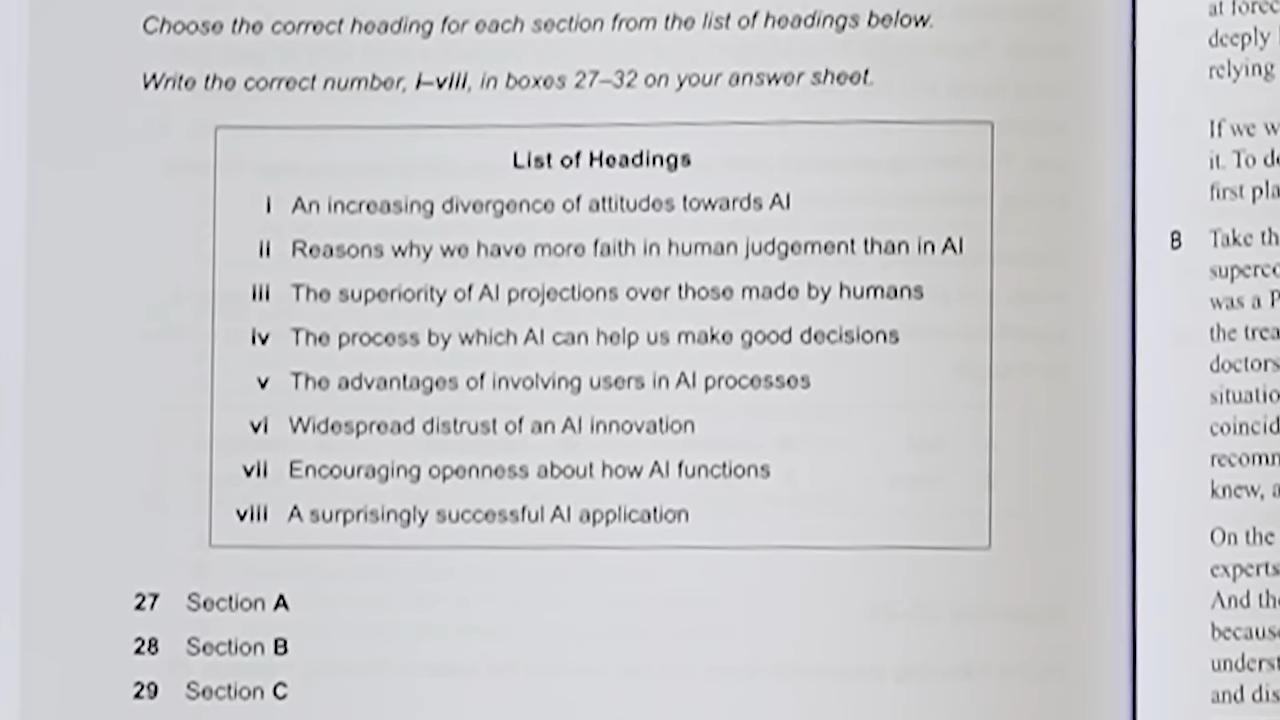 Choose the correct heading for each section from the list of headings below.
Write the correct number, i–viii, in boxes 27–32 on your answer sheet.
List of Headings
i An increasing divergence of attitudes towards AI
ii Reasons why we have more faith in human judgement than in AI
iii The superiority of AI projections over those made by humans
iv The process by which AI can help us make good decisions
v The advantages of involving users in AI processes
vi Widespread distrust of an AI innovation
vii Encouraging openness about how AI functions
viii A surprisingly successful AI application
27 Section A
28 Section B
29 Section C
at forec
deeply
relying
If we w
it. To de
first pla
B Take th
superco
was a P
the trea
doctors
situatio
coincid
recomm
knew, a
On the
experts
And the
because
underst
and dis